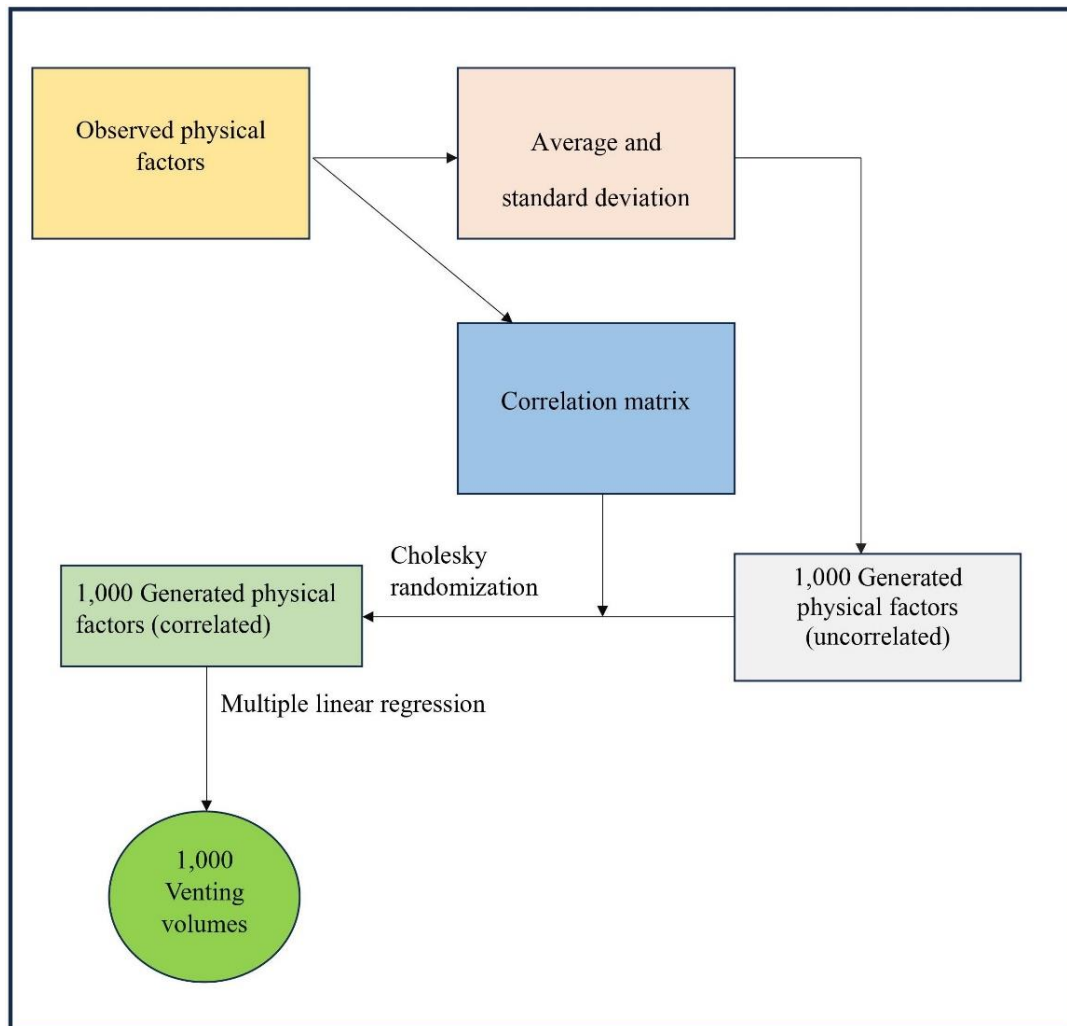 Observed physical
factors
Average and
standard deviation
Correlation matrix
Cholesky
randomization
1,000 Generated physical
factors (correlated)
1,000 Generated
physical factors
(uncorrelated)
Multiple linear regression
1,000
Venting
volumes